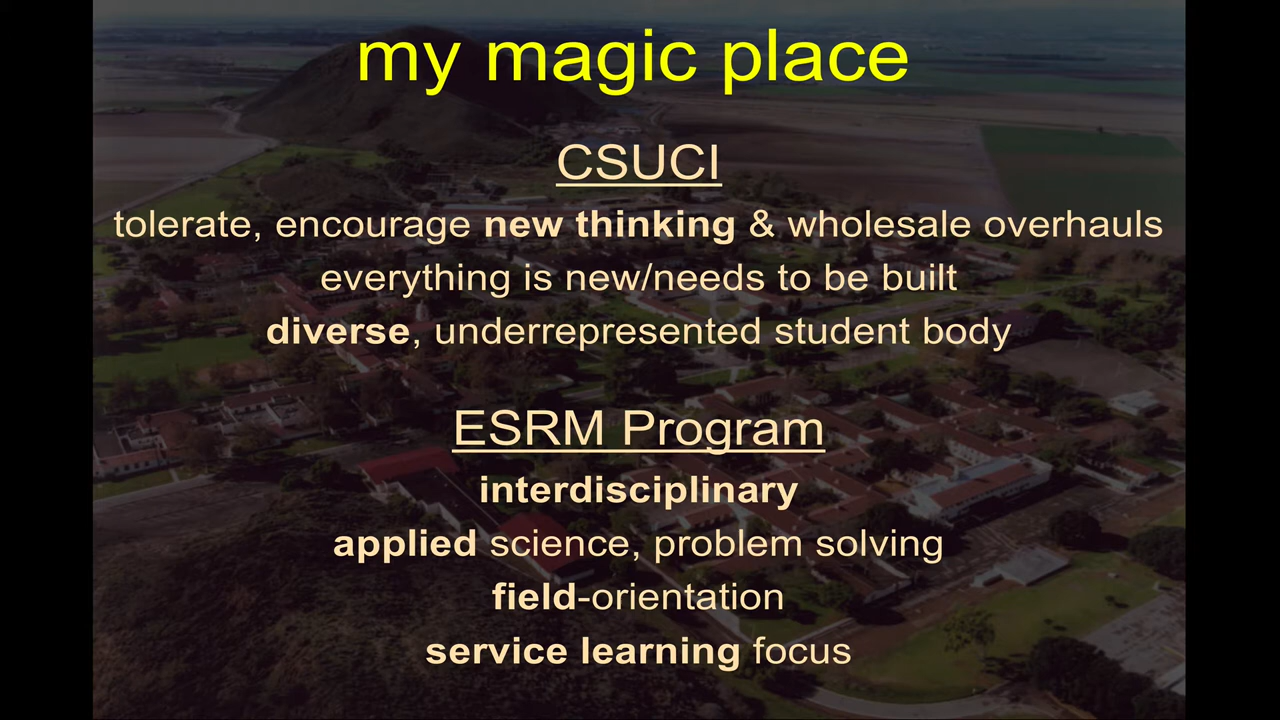 my magic place
CSUCI
tolerate, encourage new thinking & wholesale overhauls
everything is new/needs to be built
diverse, underrepresented student body
ESRM Program
interdisciplinary
applied science, problem solving
field-orientation
service learning focus